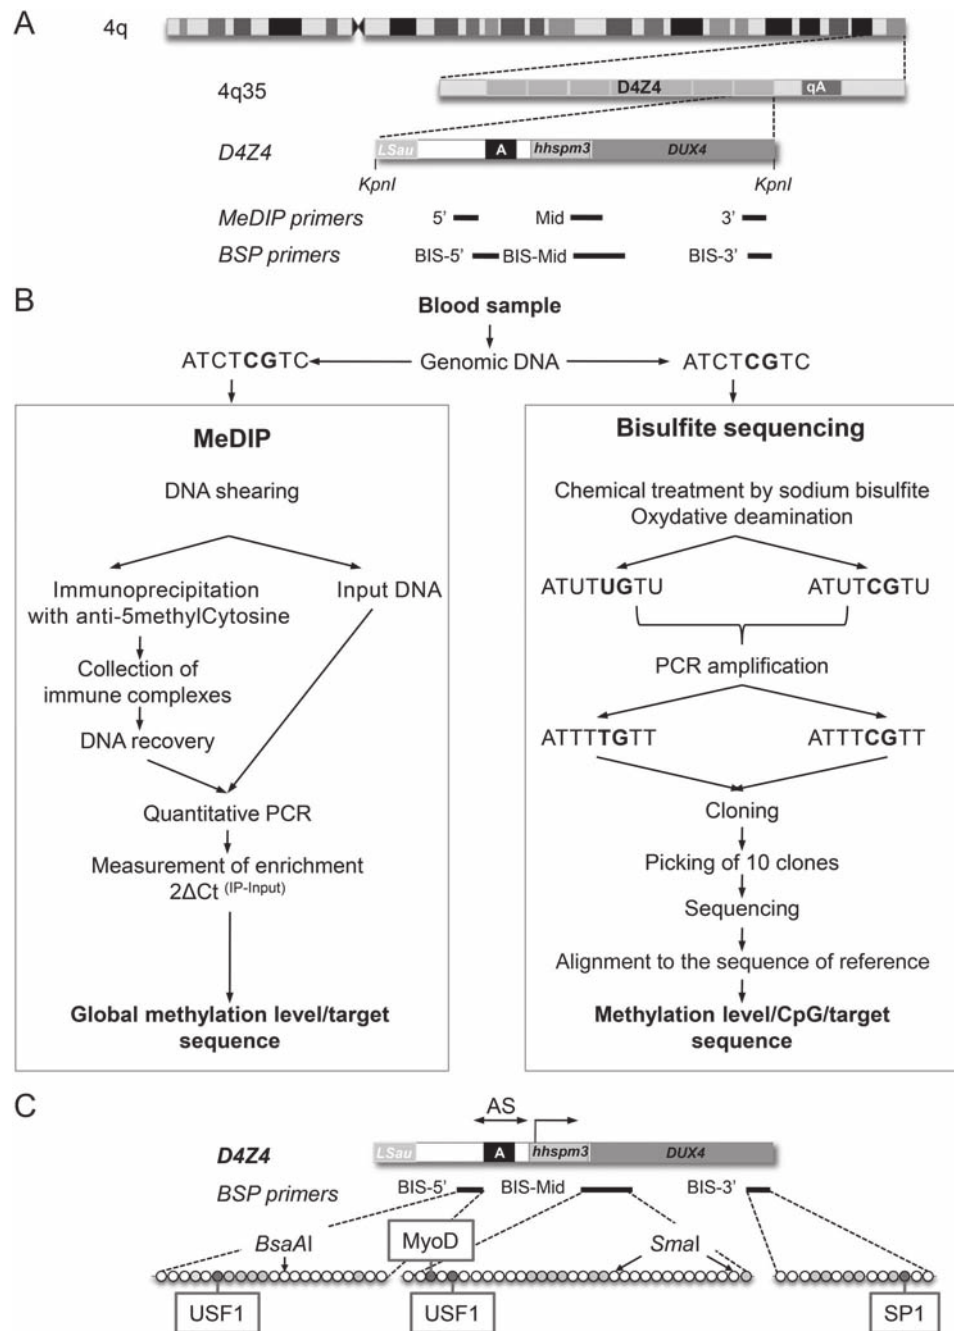 A
4q
4q35
D4Z4
qA
D4Z4
LSau
A
hhspm3
DUX4
KpnI
KpnI
MeDIP primers
5'
Mid
3'
BSP primers
BIS-5'
BIS-Mid
BIS-3'
B
Blood sample
ATCTCGTC
Genomic DNA
ATCTCGTC
MeDIP
DNA shearing
Immunoprecipitation
with anti-5methylCytosine
Input DNA
Collection of
immune complexes
DNA recovery
Quantitative PCR
Measurement of enrichment
2ΔCt (IP-Input)
Global methylation level/target
sequence
Bisulfite sequencing
Chemical treatment by sodium bisulfite
Oxydative deamination
ATUTUGTU
ATUTCGTU
PCR amplification
ATTTTGTT
ATTTCGTT
Cloning
Picking of 10 clones
Sequencing
Alignment to the sequence of reference
Methylation level/CpG/target
sequence
C
AS
D4Z4
LSau
A
hhspm3
DUX4
BSP primers
BIS-5'
BIS-Mid
BIS-3'
BsaAI
MyoD
SmaI
USF1
USF1
SP1